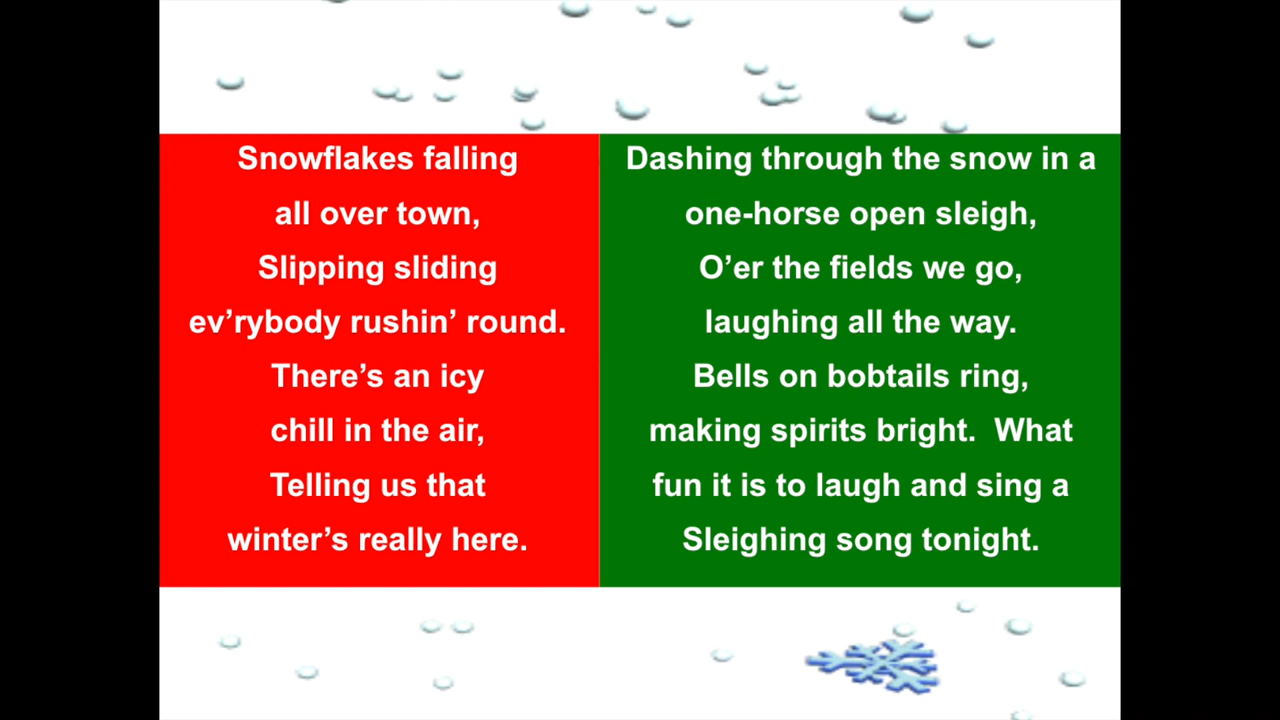 Snowflakes falling
all over town,
Slipping sliding
ev’rybody rushin’ round.
There’s an icy
chill in the air,
Telling us that
winter’s really here.
Dashing through the snow in a
one-horse open sleigh,
O’er the fields we go,
laughing all the way.
Bells on bobtails ring,
making spirits bright.  What
fun it is to laugh and sing a
Sleighing song tonight.